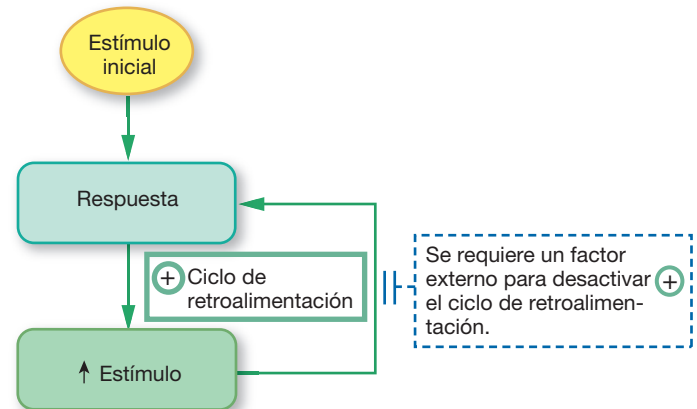 Estímulo
inicial
Respuesta
+ Ciclo de
retroalimentación
Se requiere un factor
externo para desactivar
el ciclo de retroalimen- +
tación.
↑ Estímulo